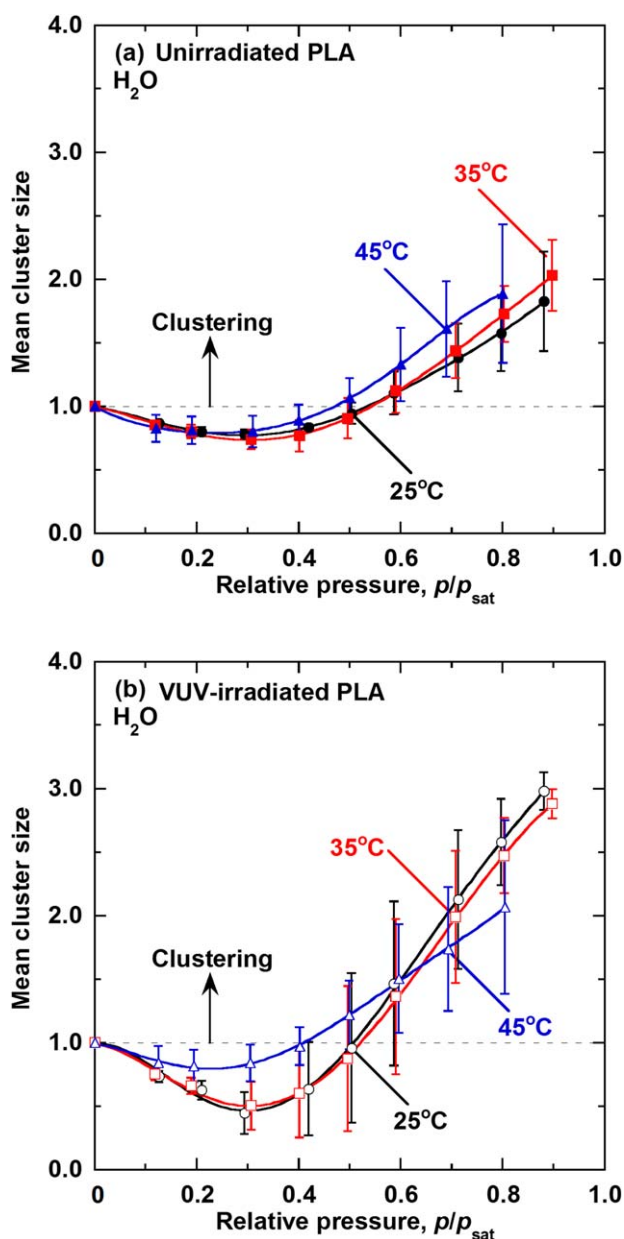 4.0
(a) Unirradiated PLA
H2O
3.0
35°C
45°C
2.0
Clustering
1.0
25°C
0.0
0 0.2 0.4 0.6 0.8 1.0
Mean cluster size
Relative pressure, p/psat
4.0
(b) VUV-irradiated PLA
H2O
3.0
35°C
2.0
Clustering
45°C
1.0
25°C
0.0
0 0.2 0.4 0.6 0.8 1.0
Mean cluster size
Relative pressure, p/psat